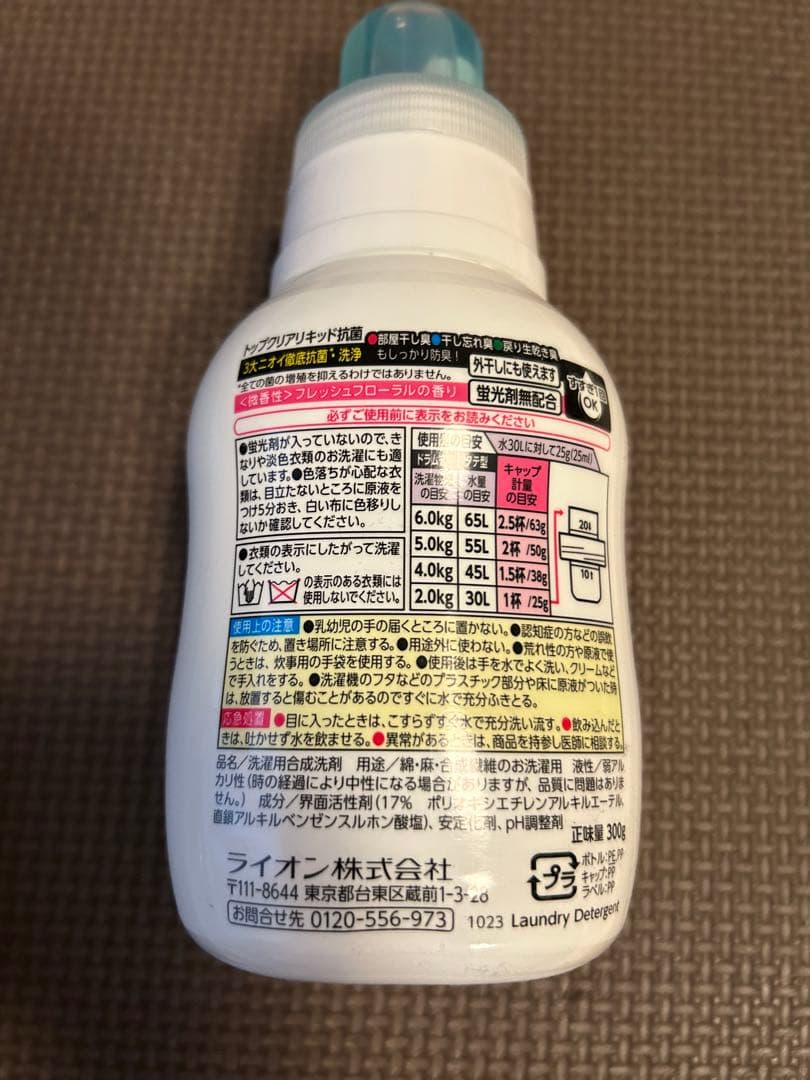 トップクリアリキッド抗菌 ●部屋干し臭●干し忘れ臭●戻り生乾き臭
3大ニオイ徹底抗菌*・洗浄 もしっかり防臭！
*全ての菌の増殖を抑えるわけではありません。
外干しにも使えます
すすぎ1回
OK
<微香性>フレッシュフローラルの香り
蛍光剤無配合
必ずご使用前に表示をお読みください
●蛍光剤が入っていないので、き
なりや淡色衣類のお洗濯にも適
しています。●色落ちが心配な衣
類は、目立たないところに原液を
つけ5分おき、白い布に色移りし
ないか確認してください。
●衣類の表示にしたがって洗濯
してください。
の表示のある衣類には
使用しないでください。
使用量の目安 水30Lに対して25g(25ml)
ドラム型 タテ型 キャップ
計量
の目安
洗濯物量
の目安
水量
の目安
6.0kg 65L 2.5杯/63g
5.0kg 55L 2杯/50g
4.0kg 45L 1.5杯/38g
2.0kg 30L 1杯/25g
20
10
使用上の注意 ●乳幼児の手の届くところに置かない。●認知症の方などの誤飲
を防ぐため、置き場所に注意する。●用途外に使わない。●荒れ性の方や原液で使
うときは、炊事用の手袋を使用する。●使用後は手を水でよく洗い、クリームなど
で手入れをする。●洗濯機のフタなどのプラスチック部分や床に原液がついた時
は、放置すると傷むことがあるのですぐに水で充分ふきとる。
応急処置 ●目に入ったときは、こすらずすぐ水で充分洗い流す。●飲み込んだと
きは、吐かせず水を飲ませる。●異常があるときは、商品を持参し医師に相談する。
品名/洗濯用合成洗剤 用途/綿・麻・合成繊維のお洗濯用 液性/弱アル
カリ性(時の経過により中性になる場合がありますが、品質に問題はありま
せん。) 成分/界面活性剤(17% ポリオキシエチレンアルキルエーテル、
直鎖アルキルベンゼンスルホン酸塩)、安定化剤、pH調整剤
正味量 300g
ライオン株式会社
〒111-8644 東京都台東区蔵前1-3-28
お問合せ先 0120-556-973
プラ
ボトル:PE,PP
キャップ:PP
ラベル:PP
1023 Laundry Detergent